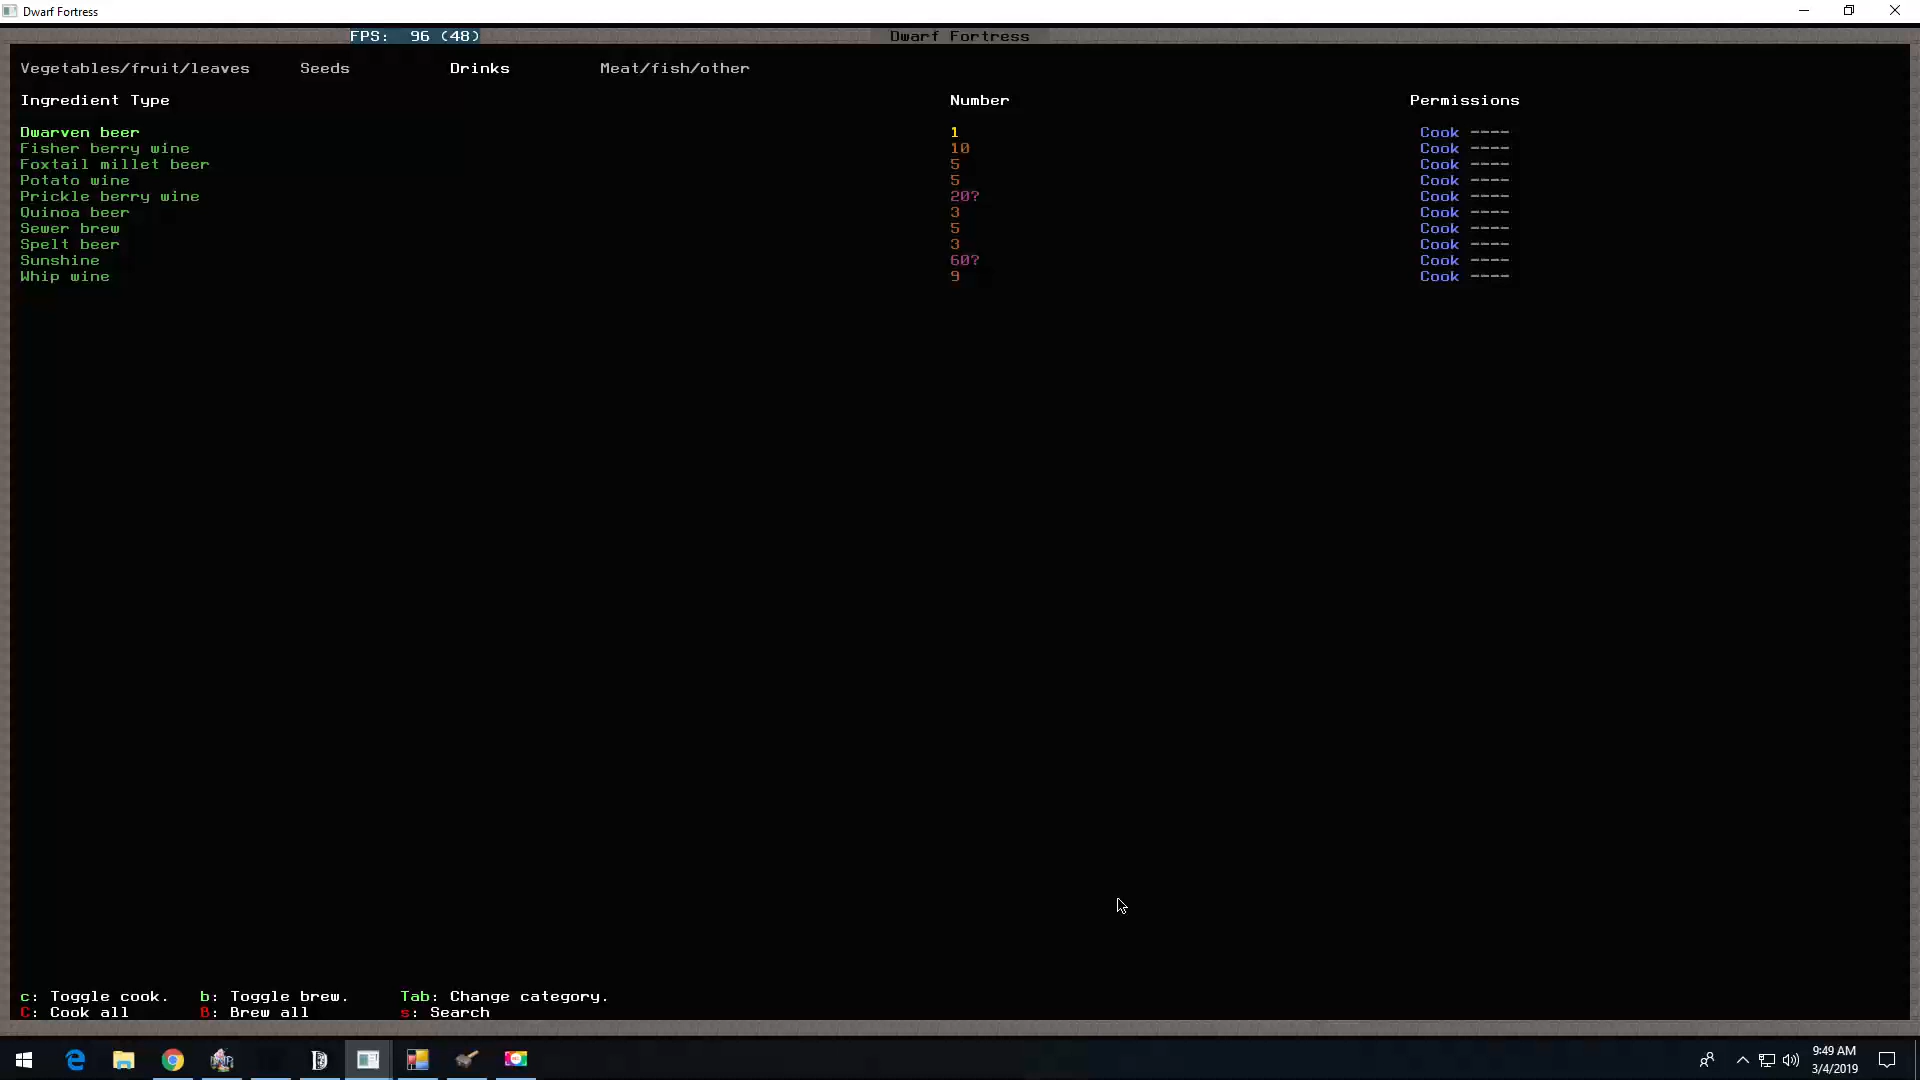 Dwarf Fortress
FPS: 96 (48) Dwarf Fortress
Vegetables/fruit/leaves Seeds Drinks Meat/fish/other
Ingredient Type Number Permissions
Dwarven beer 1 Cook ----
Fisher berry wine 10 Cook ----
Foxtail millet beer 5 Cook ----
Potato wine 5 Cook ----
Prickle berry wine 20? Cook ----
Quinoa beer 3 Cook ----
Sewer brew 5 Cook ----
Spelt beer 3 Cook ----
Sunshine 60? Cook ----
Whip wine 9 Cook ----
c: Toggle cook. b: Toggle brew. Tab: Change category.
C: Cook all B: Brew all s: Search
9:49 AM
3/4/2019